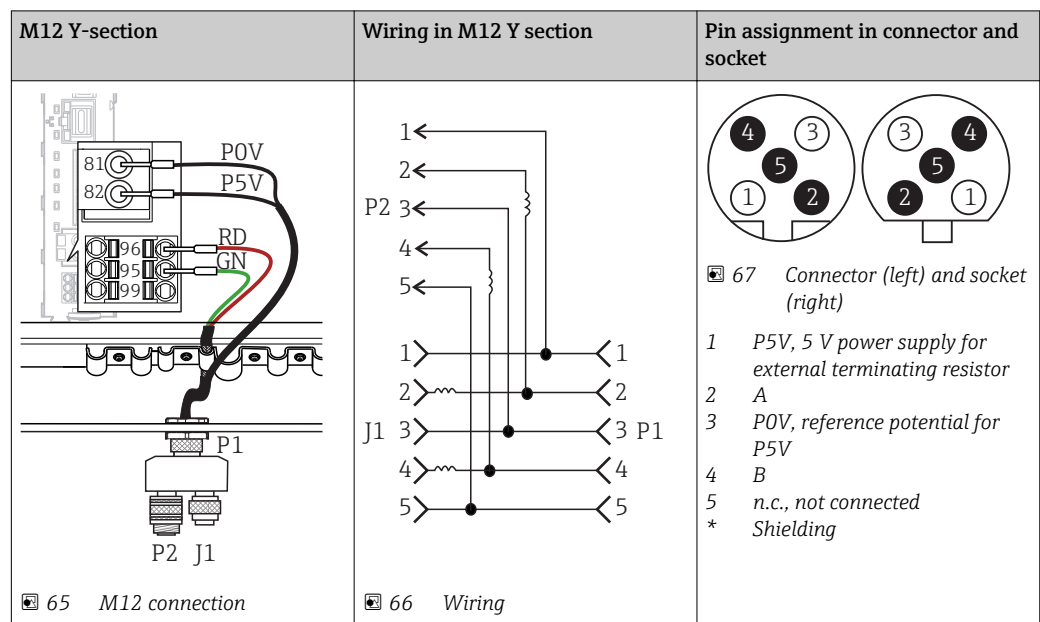 M12 Y-section
Wiring in M12 Y section
Pin assignment in connector and
socket
81
P0V
82
P5V
96
RD
95
GN
99
P1
P2 J1
65 M12 connection
1
2
P2 3
4
5
1 1
2 2
J1 3 3 P1
4 4
5 5
66 Wiring
4 3 3 4
5 5
1 2 2 1
67 Connector (left) and socket
(right)
1 P5V, 5 V power supply for
external terminating resistor
2 A
3 P0V, reference potential for
P5V
4 B
5 n.c., not connected
* Shielding